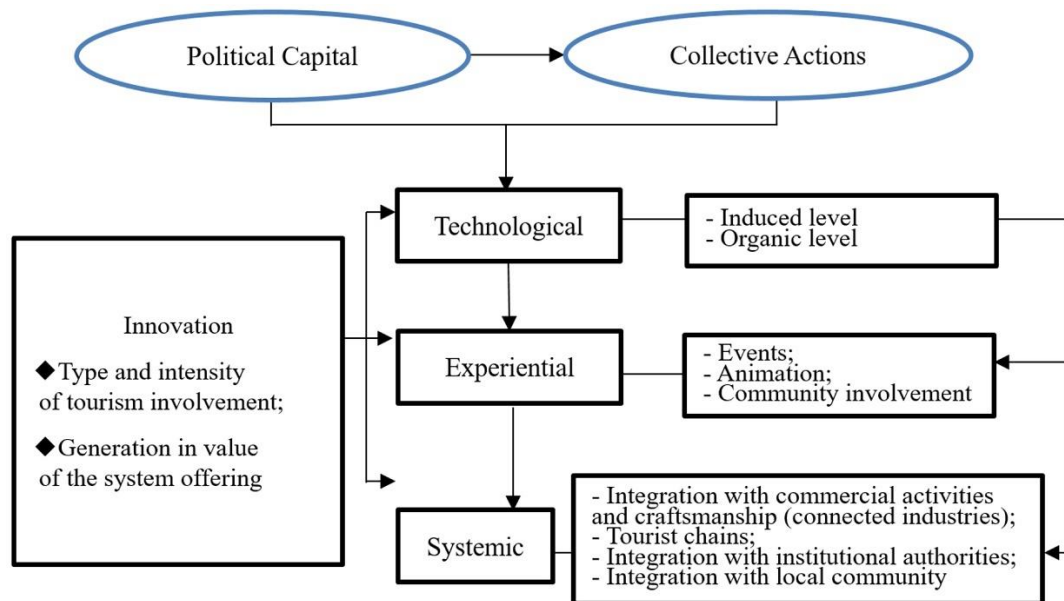 Political Capital
Collective Actions
Technological
- Induced level
- Organic level
Innovation
◆Type and intensity
of tourism involvement;
◆Generation in value
of the system offering
Experiential
- Events;
- Animation;
- Community involvement
Systemic
- Integration with commercial activities
and craftsmanship (connected industries);
- Tourist chains;
- Integration with institutional authorities;
- Integration with local community